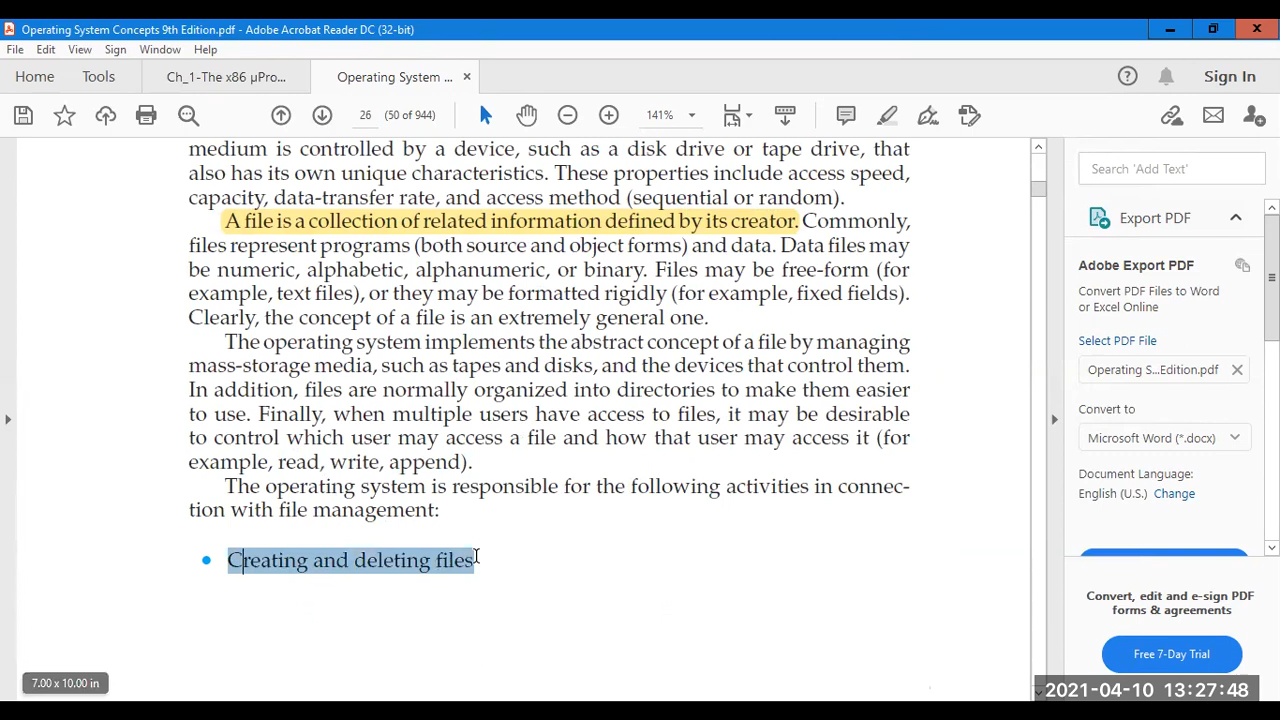 Operating System Concepts 9th Edition.pdf - Adobe Acrobat Reader DC (32-bit)
File Edit View Sign Window Help
Home Tools Ch_1-The x86 µPro... Operating System ... × Sign In
26 (50 of 944) 141%
medium is controlled by a device, such as a disk drive or tape drive, that
also has its own unique characteristics. These properties include access speed,
capacity, data-transfer rate, and access method (sequential or random).
A file is a collection of related information defined by its creator. Commonly,
files represent programs (both source and object forms) and data. Data files may
be numeric, alphabetic, alphanumeric, or binary. Files may be free-form (for
example, text files), or they may be formatted rigidly (for example, fixed fields).
Clearly, the concept of a file is an extremely general one.
The operating system implements the abstract concept of a file by managing
mass-storage media, such as tapes and disks, and the devices that control them.
In addition, files are normally organized into directories to make them easier
to use. Finally, when multiple users have access to files, it may be desirable
to control which user may access a file and how that user may access it (for
example, read, write, append).
The operating system is responsible for the following activities in connec-
tion with file management:
• Creating and deleting files
7.00 x 10.00 in
Search 'Add Text'
Export PDF
Adobe Export PDF
Convert PDF Files to Word
or Excel Online
Select PDF File
Operating S...Edition.pdf ×
Convert to
Microsoft Word (*.docx)
Document Language:
English (U.S.) Change
Convert, edit and e-sign PDF
forms & agreements
Free 7-Day Trial
2021-04-10 13:27:48